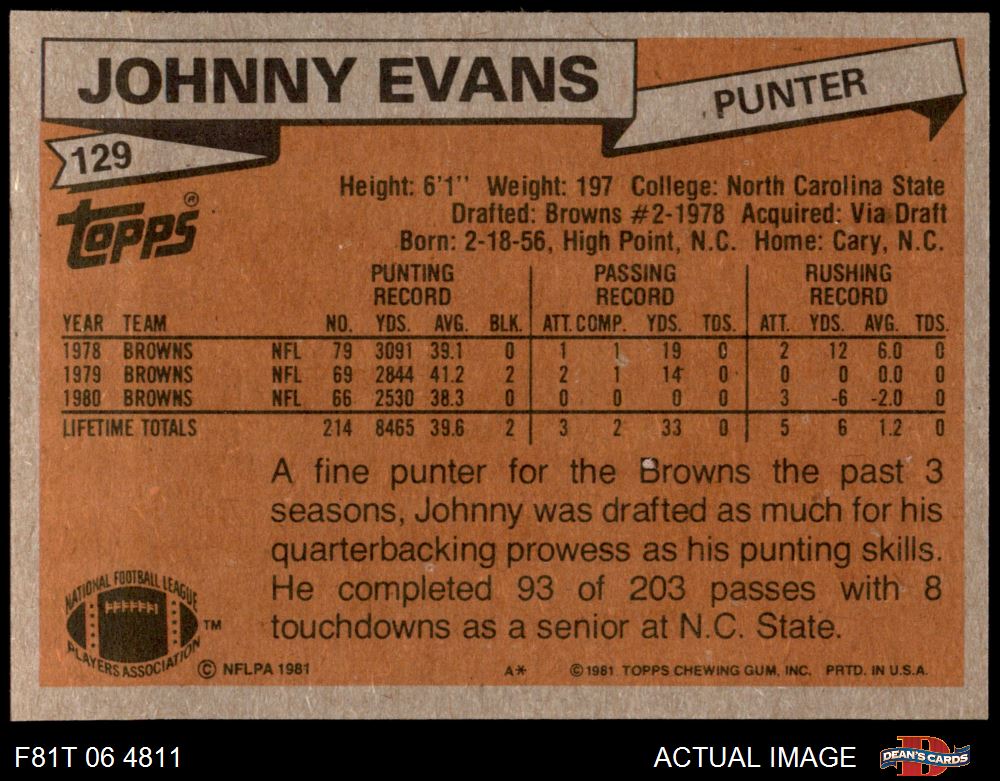 JOHNNY EVANS
PUNTER
129
TOPPS®
Height: 6'1" Weight: 197 College: North Carolina State
Drafted: Browns #2-1978 Acquired: Via Draft
Born: 2-18-56, High Point, N.C. Home: Cary, N.C.
PUNTING RECORD PASSING RECORD RUSHING RECORD
YEAR TEAM NO. YDS. AVG. BLK. ATT. COMP. YDS. TDS. ATT. YDS. AVG. TDS.
1978 BROWNS NFL 79 3091 39.1 0 1 1 19 0 2 12 6.0 0
1979 BROWNS NFL 69 2844 41.2 2 2 1 14 0 0 0 0.0 0
1980 BROWNS NFL 66 2530 38.3 0 0 0 0 0 3 -6 -2.0 0
LIFETIME TOTALS 214 8465 39.6 2 3 2 33 0 5 6 1.2 0
A fine punter for the Browns the past 3
seasons, Johnny was drafted as much for his
quarterbacking prowess as his punting skills.
He completed 93 of 203 passes with 8
touchdowns as a senior at N.C. State.
NATIONAL FOOTBALL LEAGUE
PLAYERS ASSOCIATION
TM
© NFLPA 1981
A* © 1981 TOPPS CHEWING GUM, INC. PRTD. IN U.S.A.
F81T 06 4811
ACTUAL IMAGE
D
DEAN'S CARDS